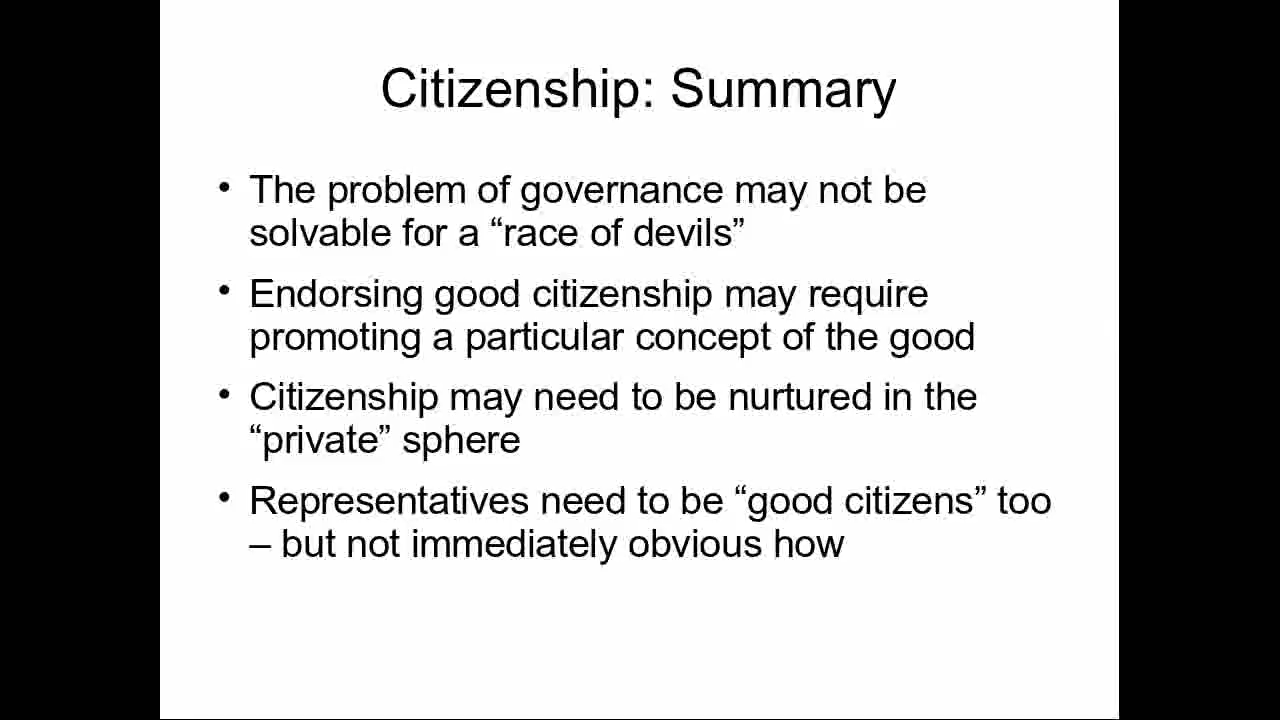 Citizenship: Summary
• The problem of governance may not be
solvable for a “race of devils”
• Endorsing good citizenship may require
promoting a particular concept of the good
• Citizenship may need to be nurtured in the
“private” sphere
• Representatives need to be “good citizens” too
– but not immediately obvious how